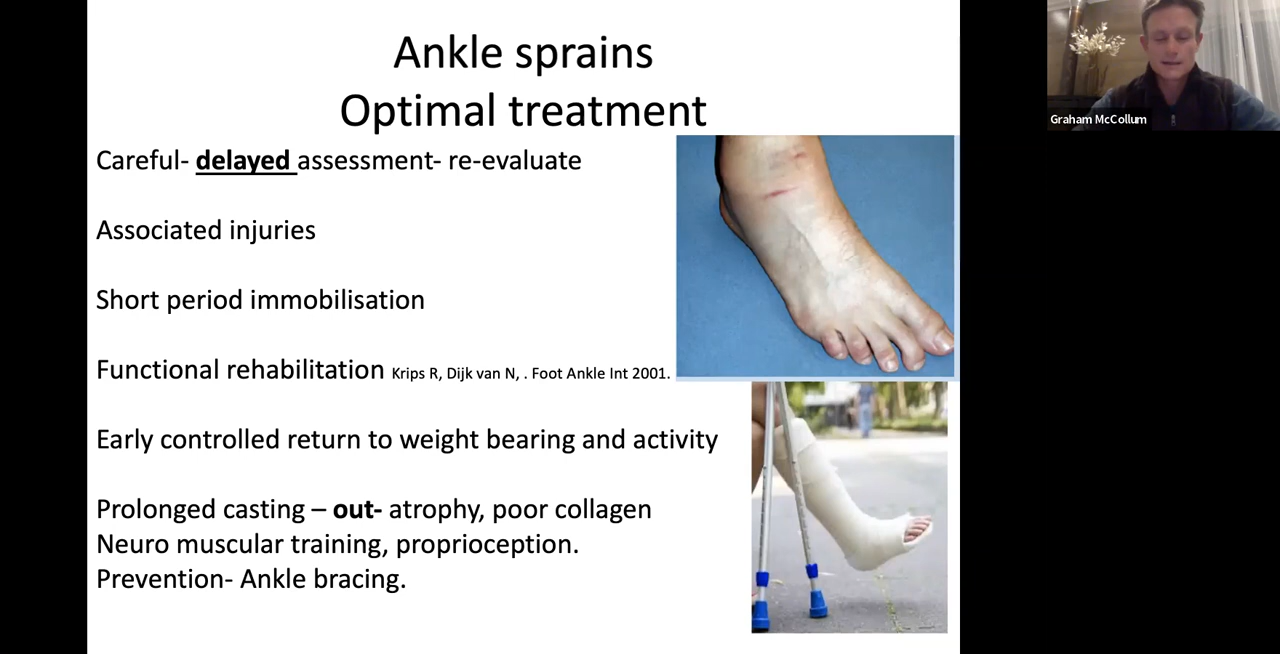 Ankle sprains
Optimal treatment
Careful- delayed assessment- re-evaluate
Associated injuries
Short period immobilisation
Functional rehabilitation Krips R, Dijk van N, . Foot Ankle Int 2001.
Early controlled return to weight bearing and activity
Prolonged casting – out- atrophy, poor collagen
Neuro muscular training, proprioception.
Prevention- Ankle bracing.
Graham McCollum